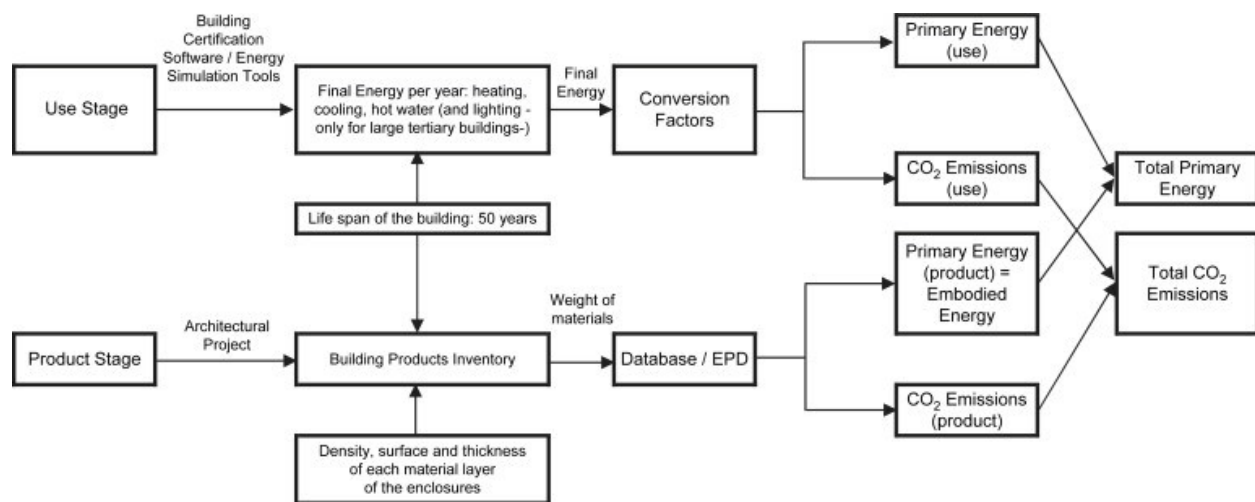 Building
Certification
Software / Energy
Simulation Tools
Use Stage
Final Energy per year: heating,
cooling, hot water (and lighting -
only for large tertiary buildings-)
Final
Energy
Conversion
Factors
Primary Energy
(use)
CO₂ Emissions
(use)
Total Primary
Energy
Life span of the building: 50 years
Primary Energy
(product) =
Embodied
Energy
Total CO₂
Emissions
Product Stage
Architectural
Project
Building Products Inventory
Weight of
materials
Database / EPD
CO₂ Emissions
(product)
Density, surface and thickness
of each material layer
of the enclosures